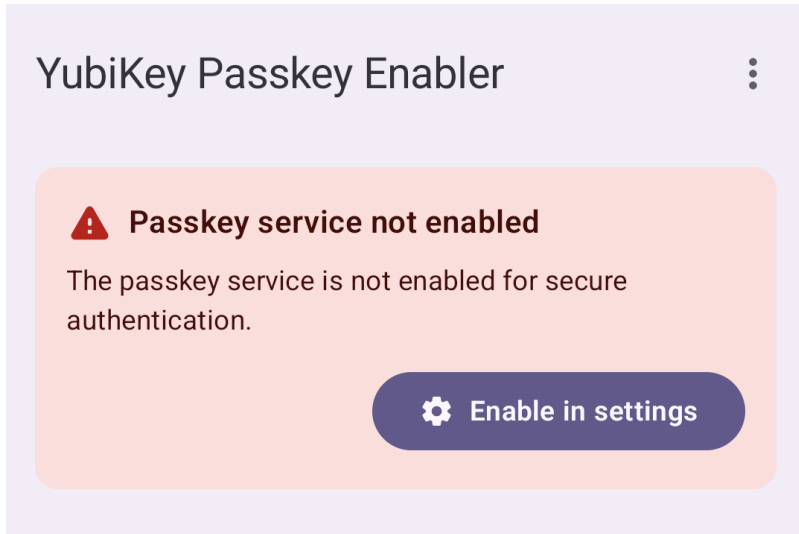 YubiKey Passkey Enabler
Passkey service not enabled
The passkey service is not enabled for secure
authentication.
Enable in settings